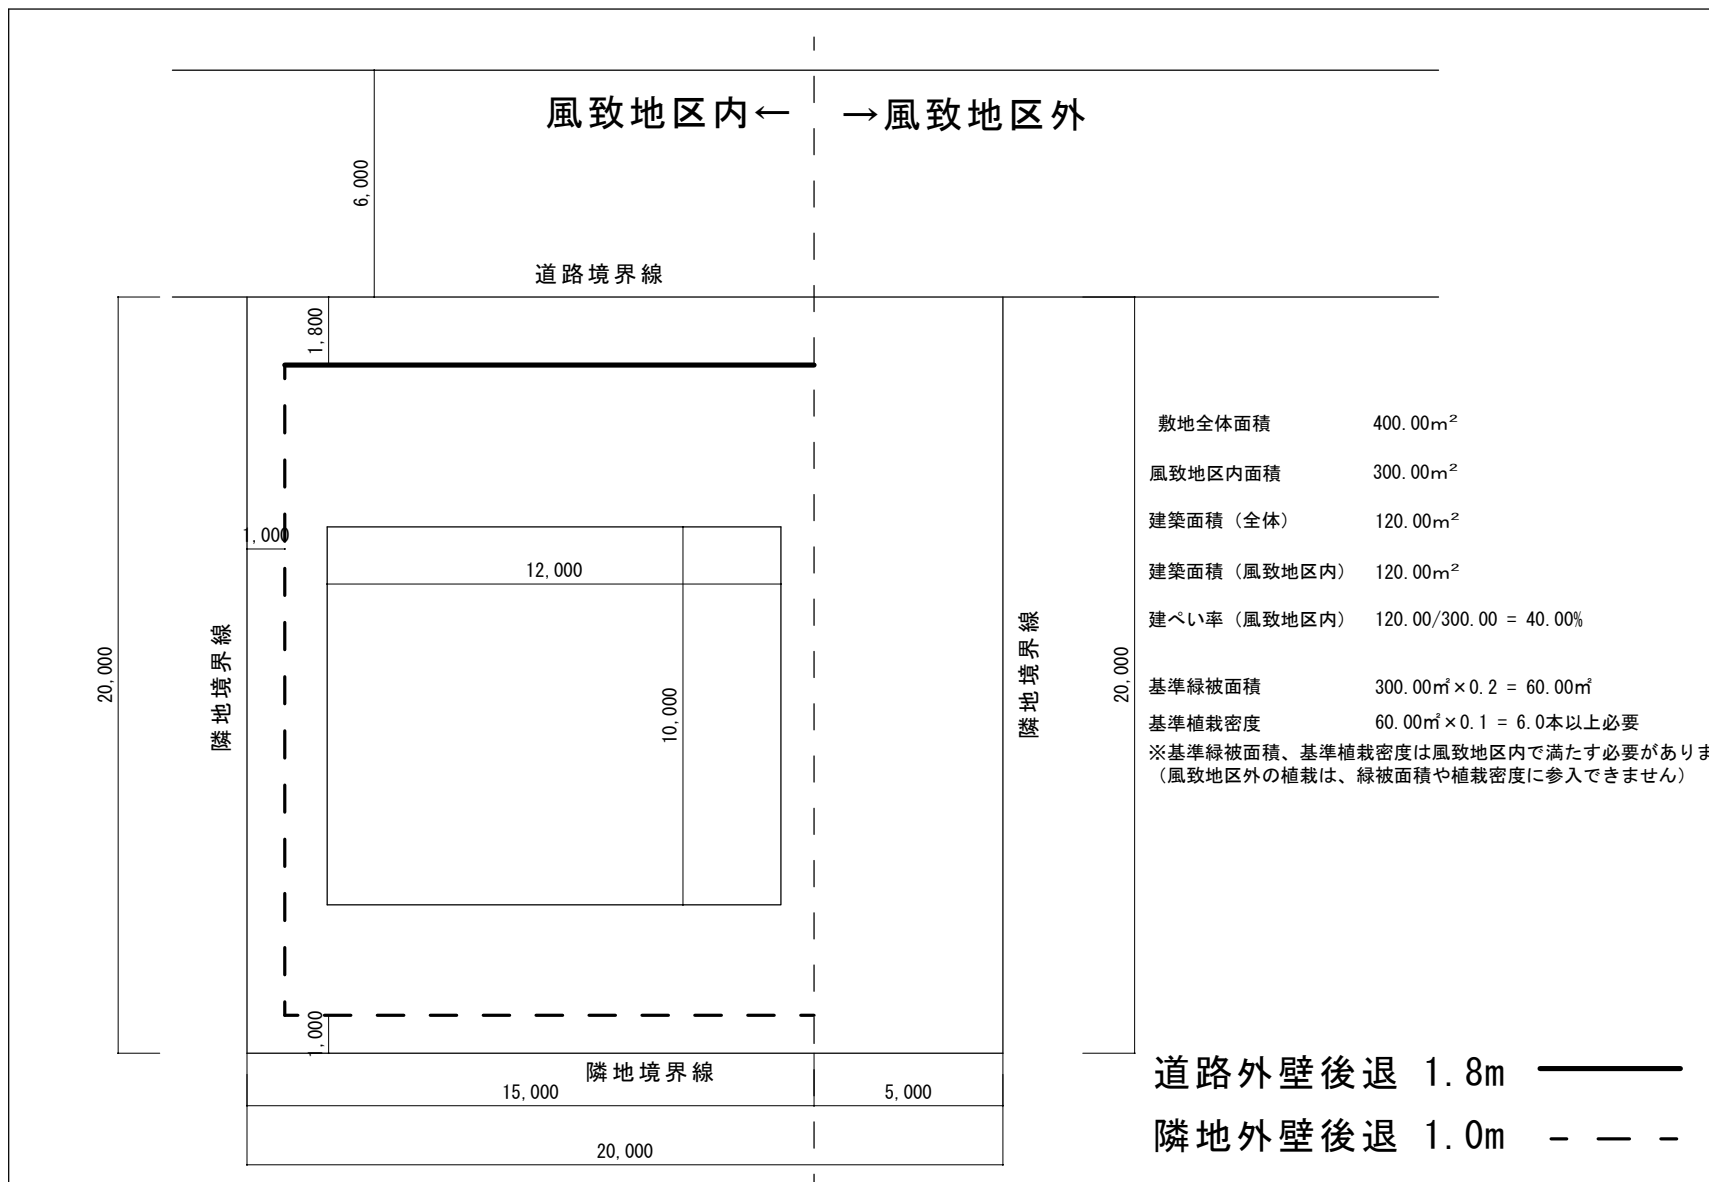 風致地区内← →風致地区外
6,000
道路境界線
1,800
敷地全体面積 400.00m²
風致地区内面積 300.00m²
建築面積（全体） 120.00m²
1,000
12,000
建築面積（風致地区内） 120.00m²
建ぺい率（風致地区内） 120.00/300.00 = 40.00%
20,000
隣地境界線
10,000
隣地境界線
20,000
基準緑被面積 300.00㎡×0.2 = 60.00㎡
基準植栽密度 60.00㎡×0.1 = 6.0本以上必要
※基準緑被面積、基準植栽密度は風致地区内で満たす必要がありま
（風致地区外の植栽は、緑被面積や植栽密度に参入できません）
1,000
隣地境界線
15,000
5,000
20,000
道路外壁後退 1.8m
隣地外壁後退 1.0m